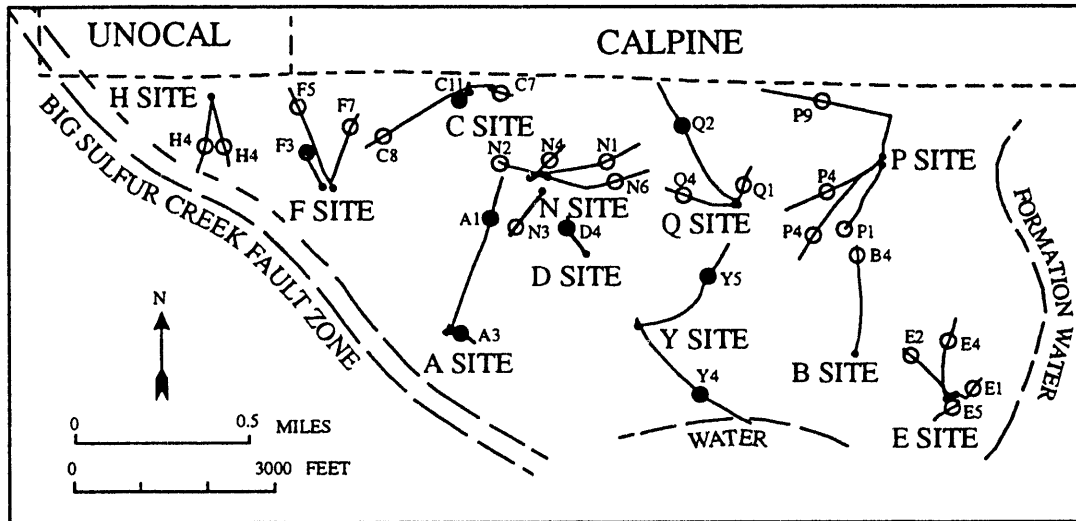 UNOCAL
CALPINE
H SITE
F5
F7
C11
C7
P9
C SITE
Q2
H4
H4
F3
C8
N2
N4
N1
P SITE
N6
Q4
Q1
P4
F SITE
N SITE
A1
N3
D4
Q SITE
P4
P1
B4
D SITE
Y5
BIG SULFUR CREEK FAULT ZONE
FORMATION WATER
N
A3
Y SITE
A SITE
E2
E4
B SITE
Y4
E1
E5
WATER
E SITE
0
0.5
MILES
0
3000
FEET